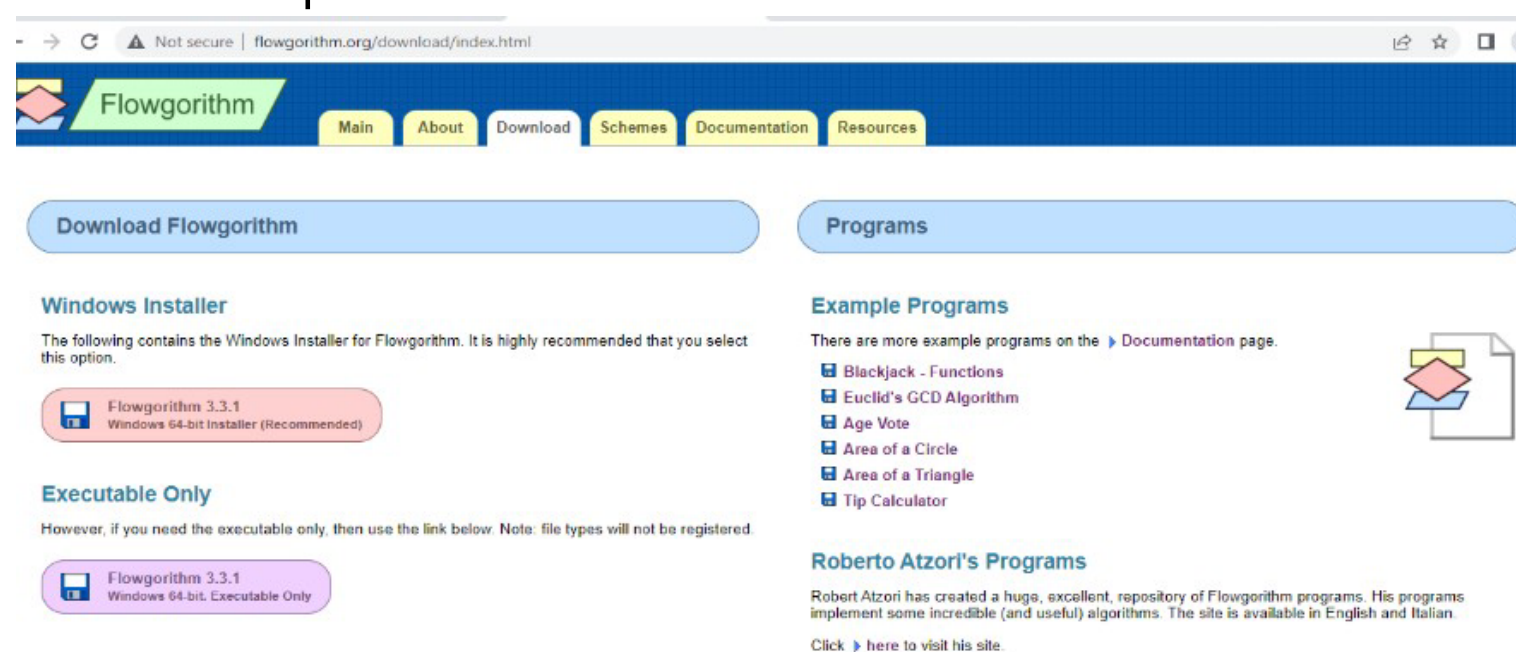 Not secure | flowgorithm.org/download/index.html
Flowgorithm
Main About Download Schemes Documentation Resources
Download Flowgorithm
Windows Installer
The following contains the Windows Installer for Flowgorithm. It is highly recommended that you select
this option.
Flowgorithm 3.3.1
Windows 64-bit Installer (Recommended)
Executable Only
However, if you need the executable only, then use the link below. Note: file types will not be registered.
Flowgorithm 3.3.1
Windows 64-bit. Executable Only
Programs
Example Programs
There are more example programs on the Documentation page.
Blackjack - Functions
Euclid's GCD Algorithm
Age Vote
Area of a Circle
Area of a Triangle
Tip Calculator
Roberto Atzori's Programs
Robert Atzori has created a huge, excellent, repository of Flowgorithm programs. His programs
implement some incredible (and useful) algorithms. The site is available in English and Italian.
Click here to visit his site.